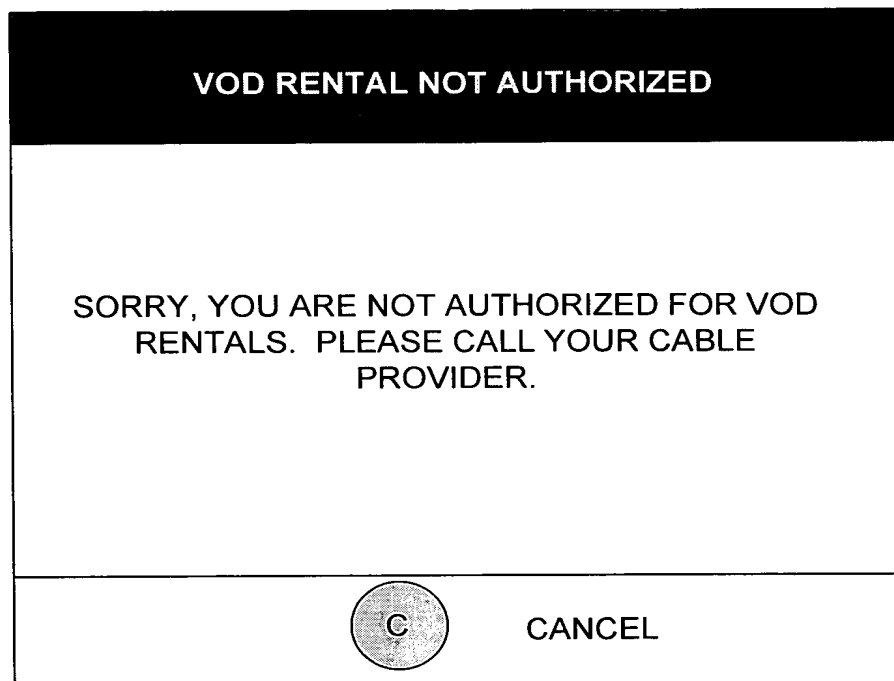 VOD RENTAL NOT AUTHORIZED
SORRY, YOU ARE NOT AUTHORIZED FOR VOD
RENTALS. PLEASE CALL YOUR CABLE
PROVIDER.
C CANCEL